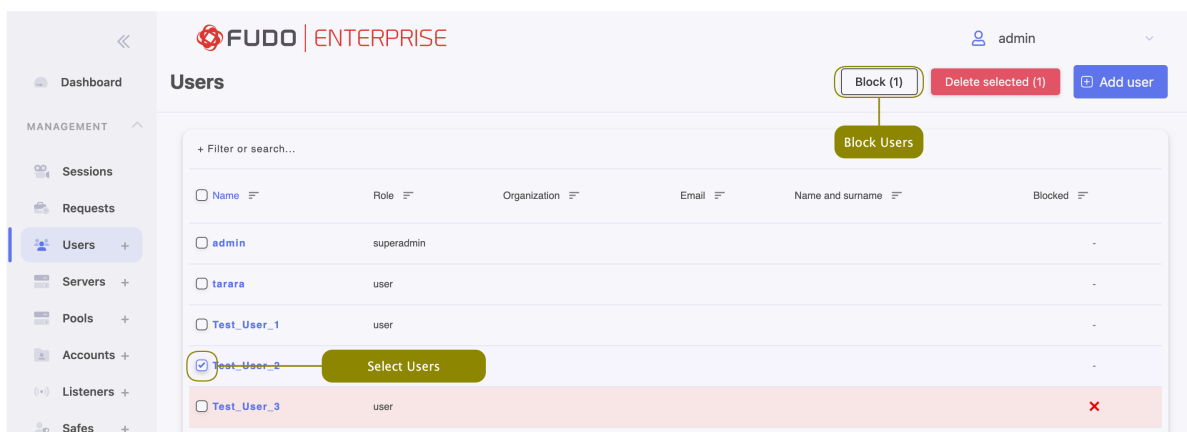 FUDO | ENTERPRISE
admin
Dashboard
Users
Block (1)
Delete selected (1)
Add user
MANAGEMENT
Block Users
+ Filter or search...
Sessions
Name
Role
Organization
Email
Name and surname
Blocked
Requests
Users +
admin
superadmin
-
Servers +
tarara
user
-
Pools +
Test_User_1
user
-
Accounts +
Test_User_2
Select Users
-
Listeners +
Test_User_3
user
Safes +